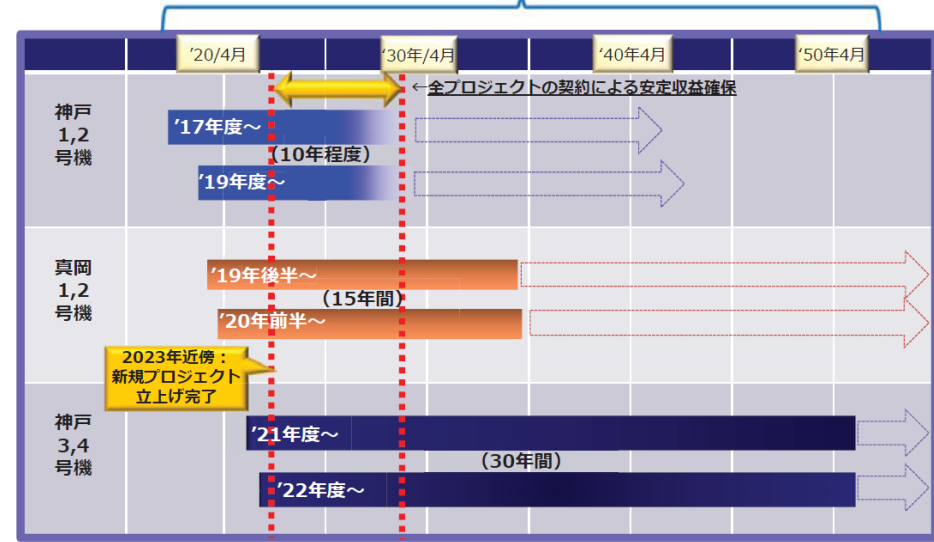 ’20/4月
‘30年/4月
‘40年4月
‘50年4月
←全プロジェクトの契約による安定収益確保
神戸
1,2
号機
’17年度～
（10年程度）
’19年度～
真岡
1,2
号機
’19年後半～
（15年間）
’20年前半～
2023年近傍：
新規プロジェクト
立上げ完了
神戸
3,4
号機
’21年度～
（30年間）
’22年度～